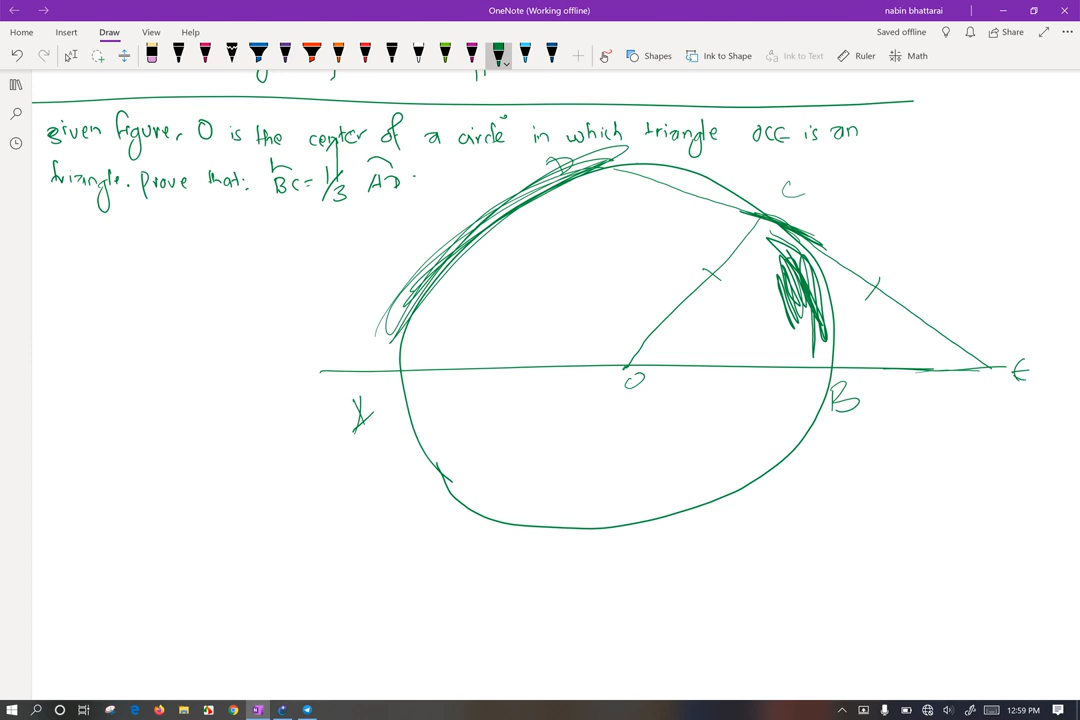 OneNote (Working offline)
nabin bhattarai
Home Insert Draw View Help
Saved offline
Share
Shapes
Ink to Shape
Ink to Text
Ruler
Math
given figure, O is the center of a circle in which triangle OCE is an
triangle. Prove that: BC = 1/3 AD.
D
C
O
E
A
B
12:59 PM